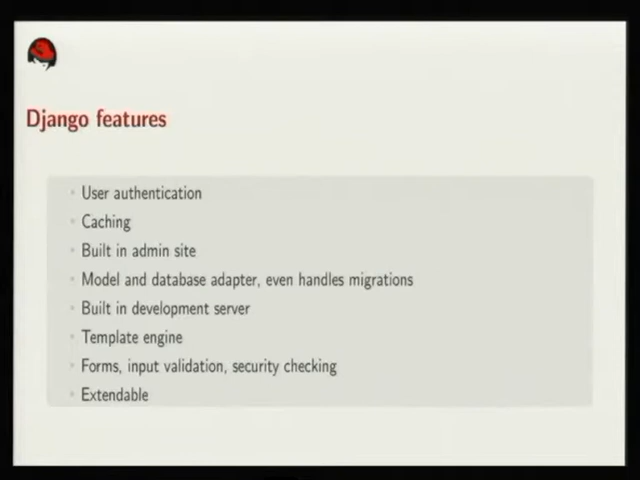 Django features
User authentication
Caching
Built in admin site
Model and database adapter, even handles migrations
Built in development server
Template engine
Forms, input validation, security checking
Extendable